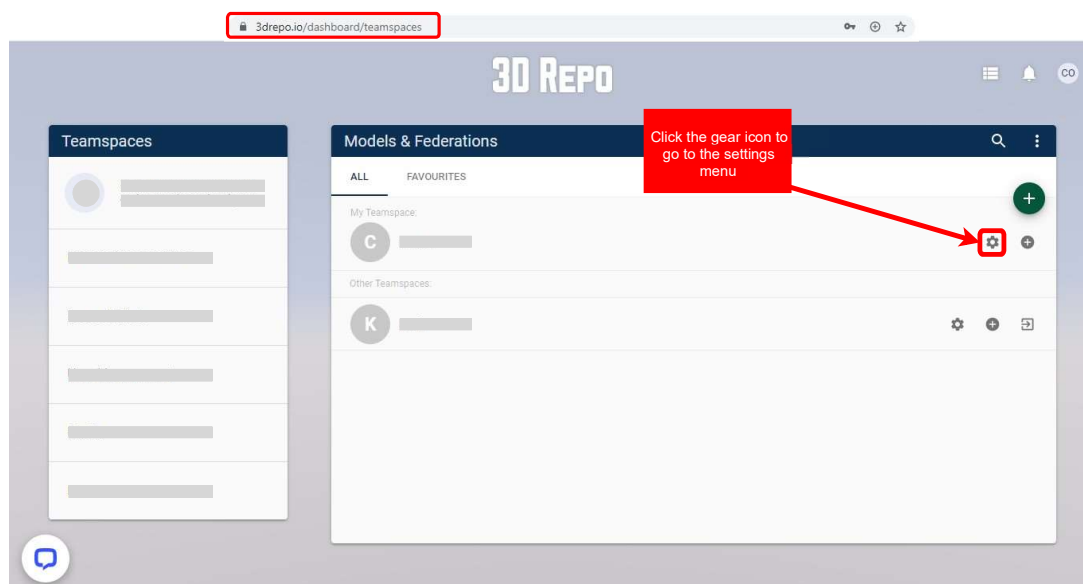 3drepo.io/dashboard/teamspaces
3D REPO
CO
Teamspaces
Models & Federations
Click the gear icon to
go to the settings
menu
ALL FAVOURITES
My Teamspace:
C
Other Teamspaces:
K